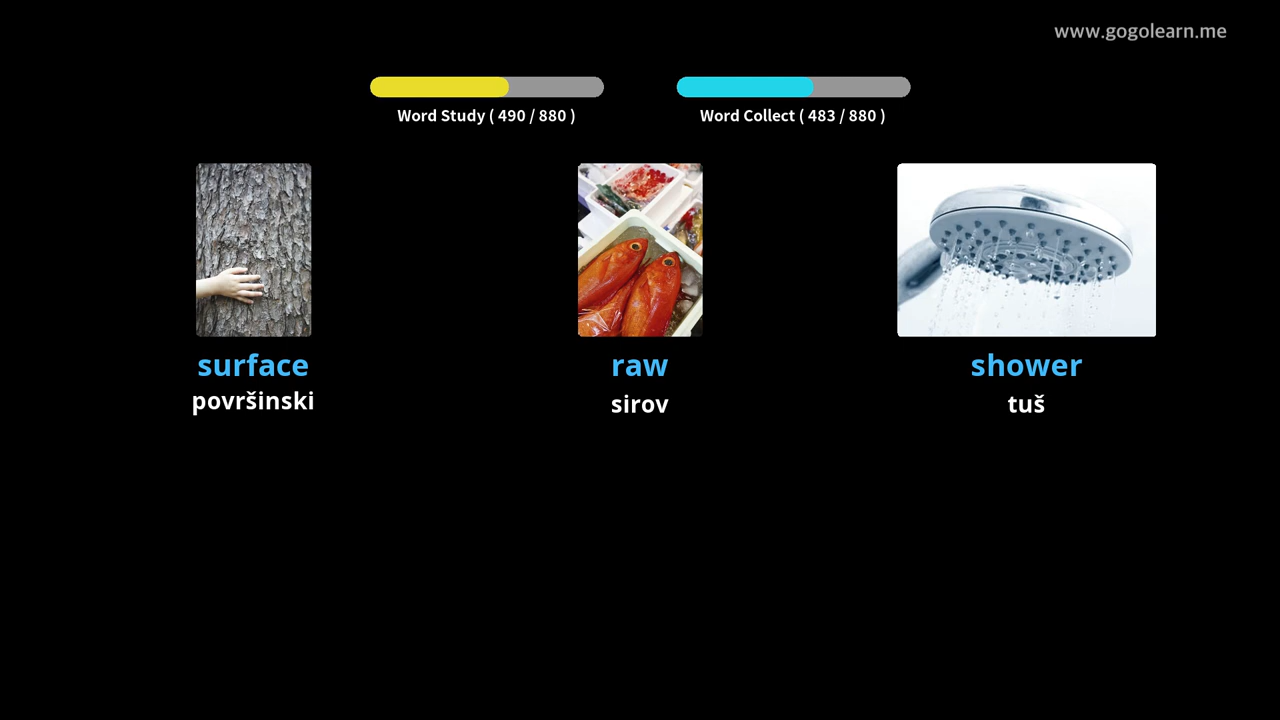 www.gogolearn.me
Word Study ( 490 / 880 )
Word Collect ( 483 / 880 )
surface
površinski
raw
sirov
shower
tuš